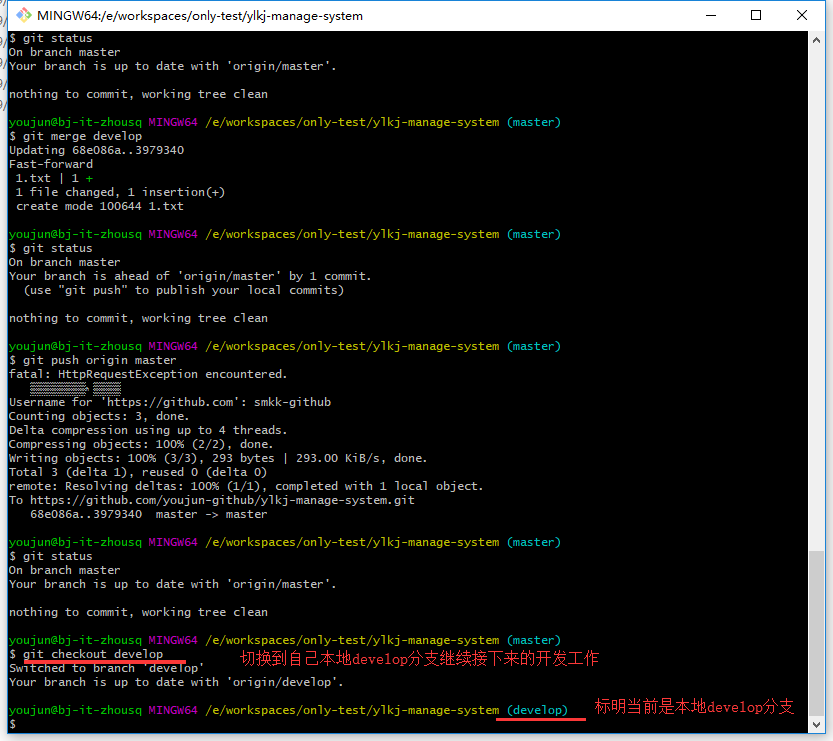 MINGW64:/e/workspaces/only-test/ylkj-manage-system
$ git status
On branch master
Your branch is up to date with 'origin/master'.
nothing to commit, working tree clean
youjun@bj-it-zhousq MINGW64 /e/workspaces/only-test/ylkj-manage-system (master)
$ git merge develop
Updating 68e086a..3979340
Fast-forward
1.txt | 1 +
1 file changed, 1 insertion(+)
create mode 100644 1.txt
youjun@bj-it-zhousq MINGW64 /e/workspaces/only-test/ylkj-manage-system (master)
$ git status
On branch master
Your branch is ahead of 'origin/master' by 1 commit.
(use "git push" to publish your local commits)
nothing to commit, working tree clean
youjun@bj-it-zhousq MINGW64 /e/workspaces/only-test/ylkj-manage-system (master)
$ git push origin master
fatal: HttpRequestException encountered.
Username for 'https://github.com': smkk-github
Counting objects: 3, done.
Delta compression using up to 4 threads.
Compressing objects: 100% (2/2), done.
Writing objects: 100% (3/3), 293 bytes | 293.00 KiB/s, done.
Total 3 (delta 1), reused 0 (delta 0)
remote: Resolving deltas: 100% (1/1), completed with 1 local object.
To https://github.com/youjun-github/ylkj-manage-system.git
68e086a..3979340  master -> master
youjun@bj-it-zhousq MINGW64 /e/workspaces/only-test/ylkj-manage-system (master)
$ git status
On branch master
Your branch is up to date with 'origin/master'.
nothing to commit, working tree clean
youjun@bj-it-zhousq MINGW64 /e/workspaces/only-test/ylkj-manage-system (master)
$ git checkout develop 切换到自己本地develop分支继续接下来的开发工作
Switched to branch 'develop'
Your branch is up to date with 'origin/develop'.
youjun@bj-it-zhousq MINGW64 /e/workspaces/only-test/ylkj-manage-system (develop) 标明当前是本地develop分支
$